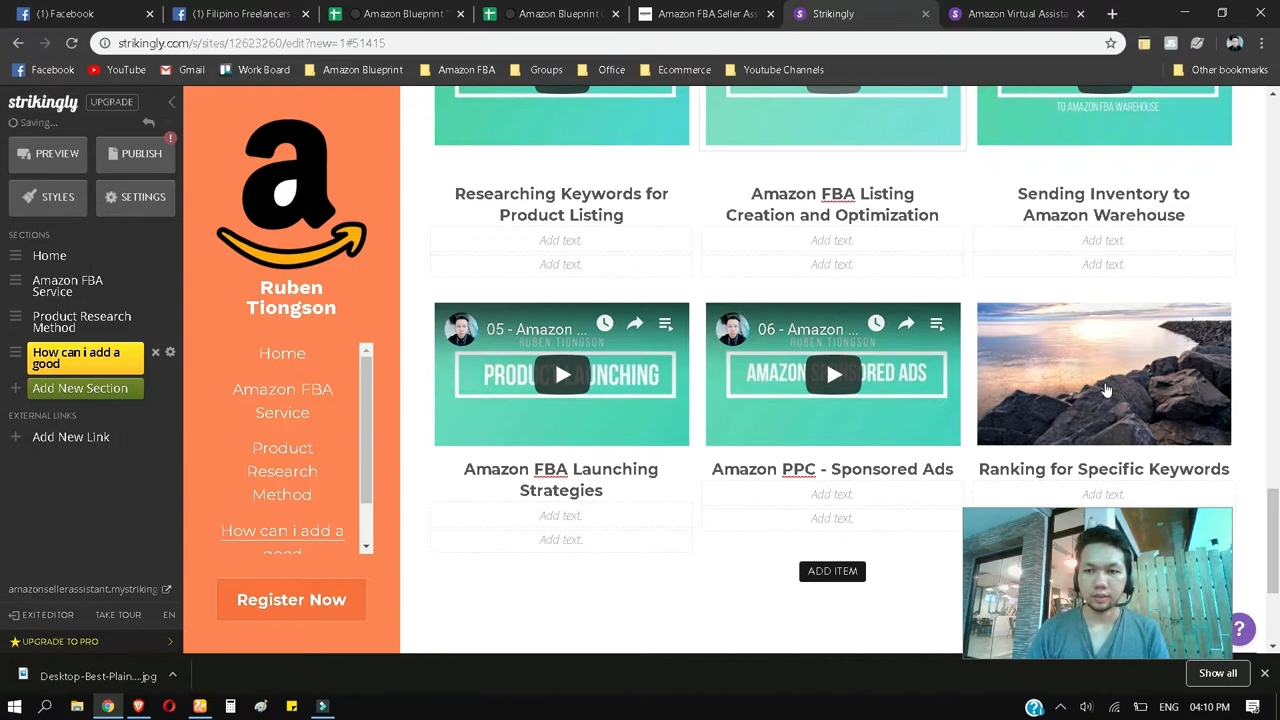 (1) Facebook
(1) Filipino Freelancers
Amazon Blueprint T
Amazon Blueprint C
Amazon FBA Seller Ass
Strikingly
Amazon Virtual Assista
strikingly.com/s/sites/12623260/edit?new=1#51415
Facebook
YouTube
Gmail
Work Board
Amazon Blueprint
Amazon FBA
Groups
Office
Ecommerce
Youtube Channels
Other bookmarks
strikingly
UPGRADE
Saving...
PREVIEW
PUBLISH
STYLES
SETTINGS
SECTIONS
Home
Amazon FBA
Service
Product Research
Method
How can i add a
good
Add New Section
EXTERNAL LINKS
Add New Link
amazonsellerassistant.mystriking
EXIT EDITOR
TAKE TOUR
EN
UPGRADE TO PRO
Ruben
Tiongson
Home
Amazon FBA
Service
Product
Research
Method
How can i add a
good
Register Now
TO AMAZON FBA WAREHOUSE.
Researching Keywords for
Product Listing
Add text.
Add text.
Amazon FBA Listing
Creation and Optimization
Add text.
Add text.
Sending Inventory to
Amazon Warehouse
Add text.
Add text.
05 - Amazon ...
RUBEN TIONGSON
PRODUCT LAUNCHING
06 - Amazon ...
RUBEN TIONGSON
AMAZON SPONSORED ADS
Amazon FBA Launching
Strategies
Add text.
Add text.
Amazon PPC - Sponsored Ads
Add text.
Add text.
Ranking for Specific Keywords
Add text.
ADD ITEM
?
Desktop-Best-Plain....jpg
Show all
ENG
04:10 PM